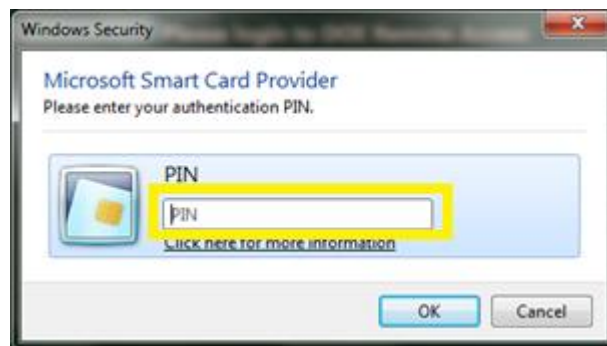 Windows Security
Microsoft Smart Card Provider
Please enter your authentication PIN.
PIN
PIN
Click here for more information
OK
Cancel